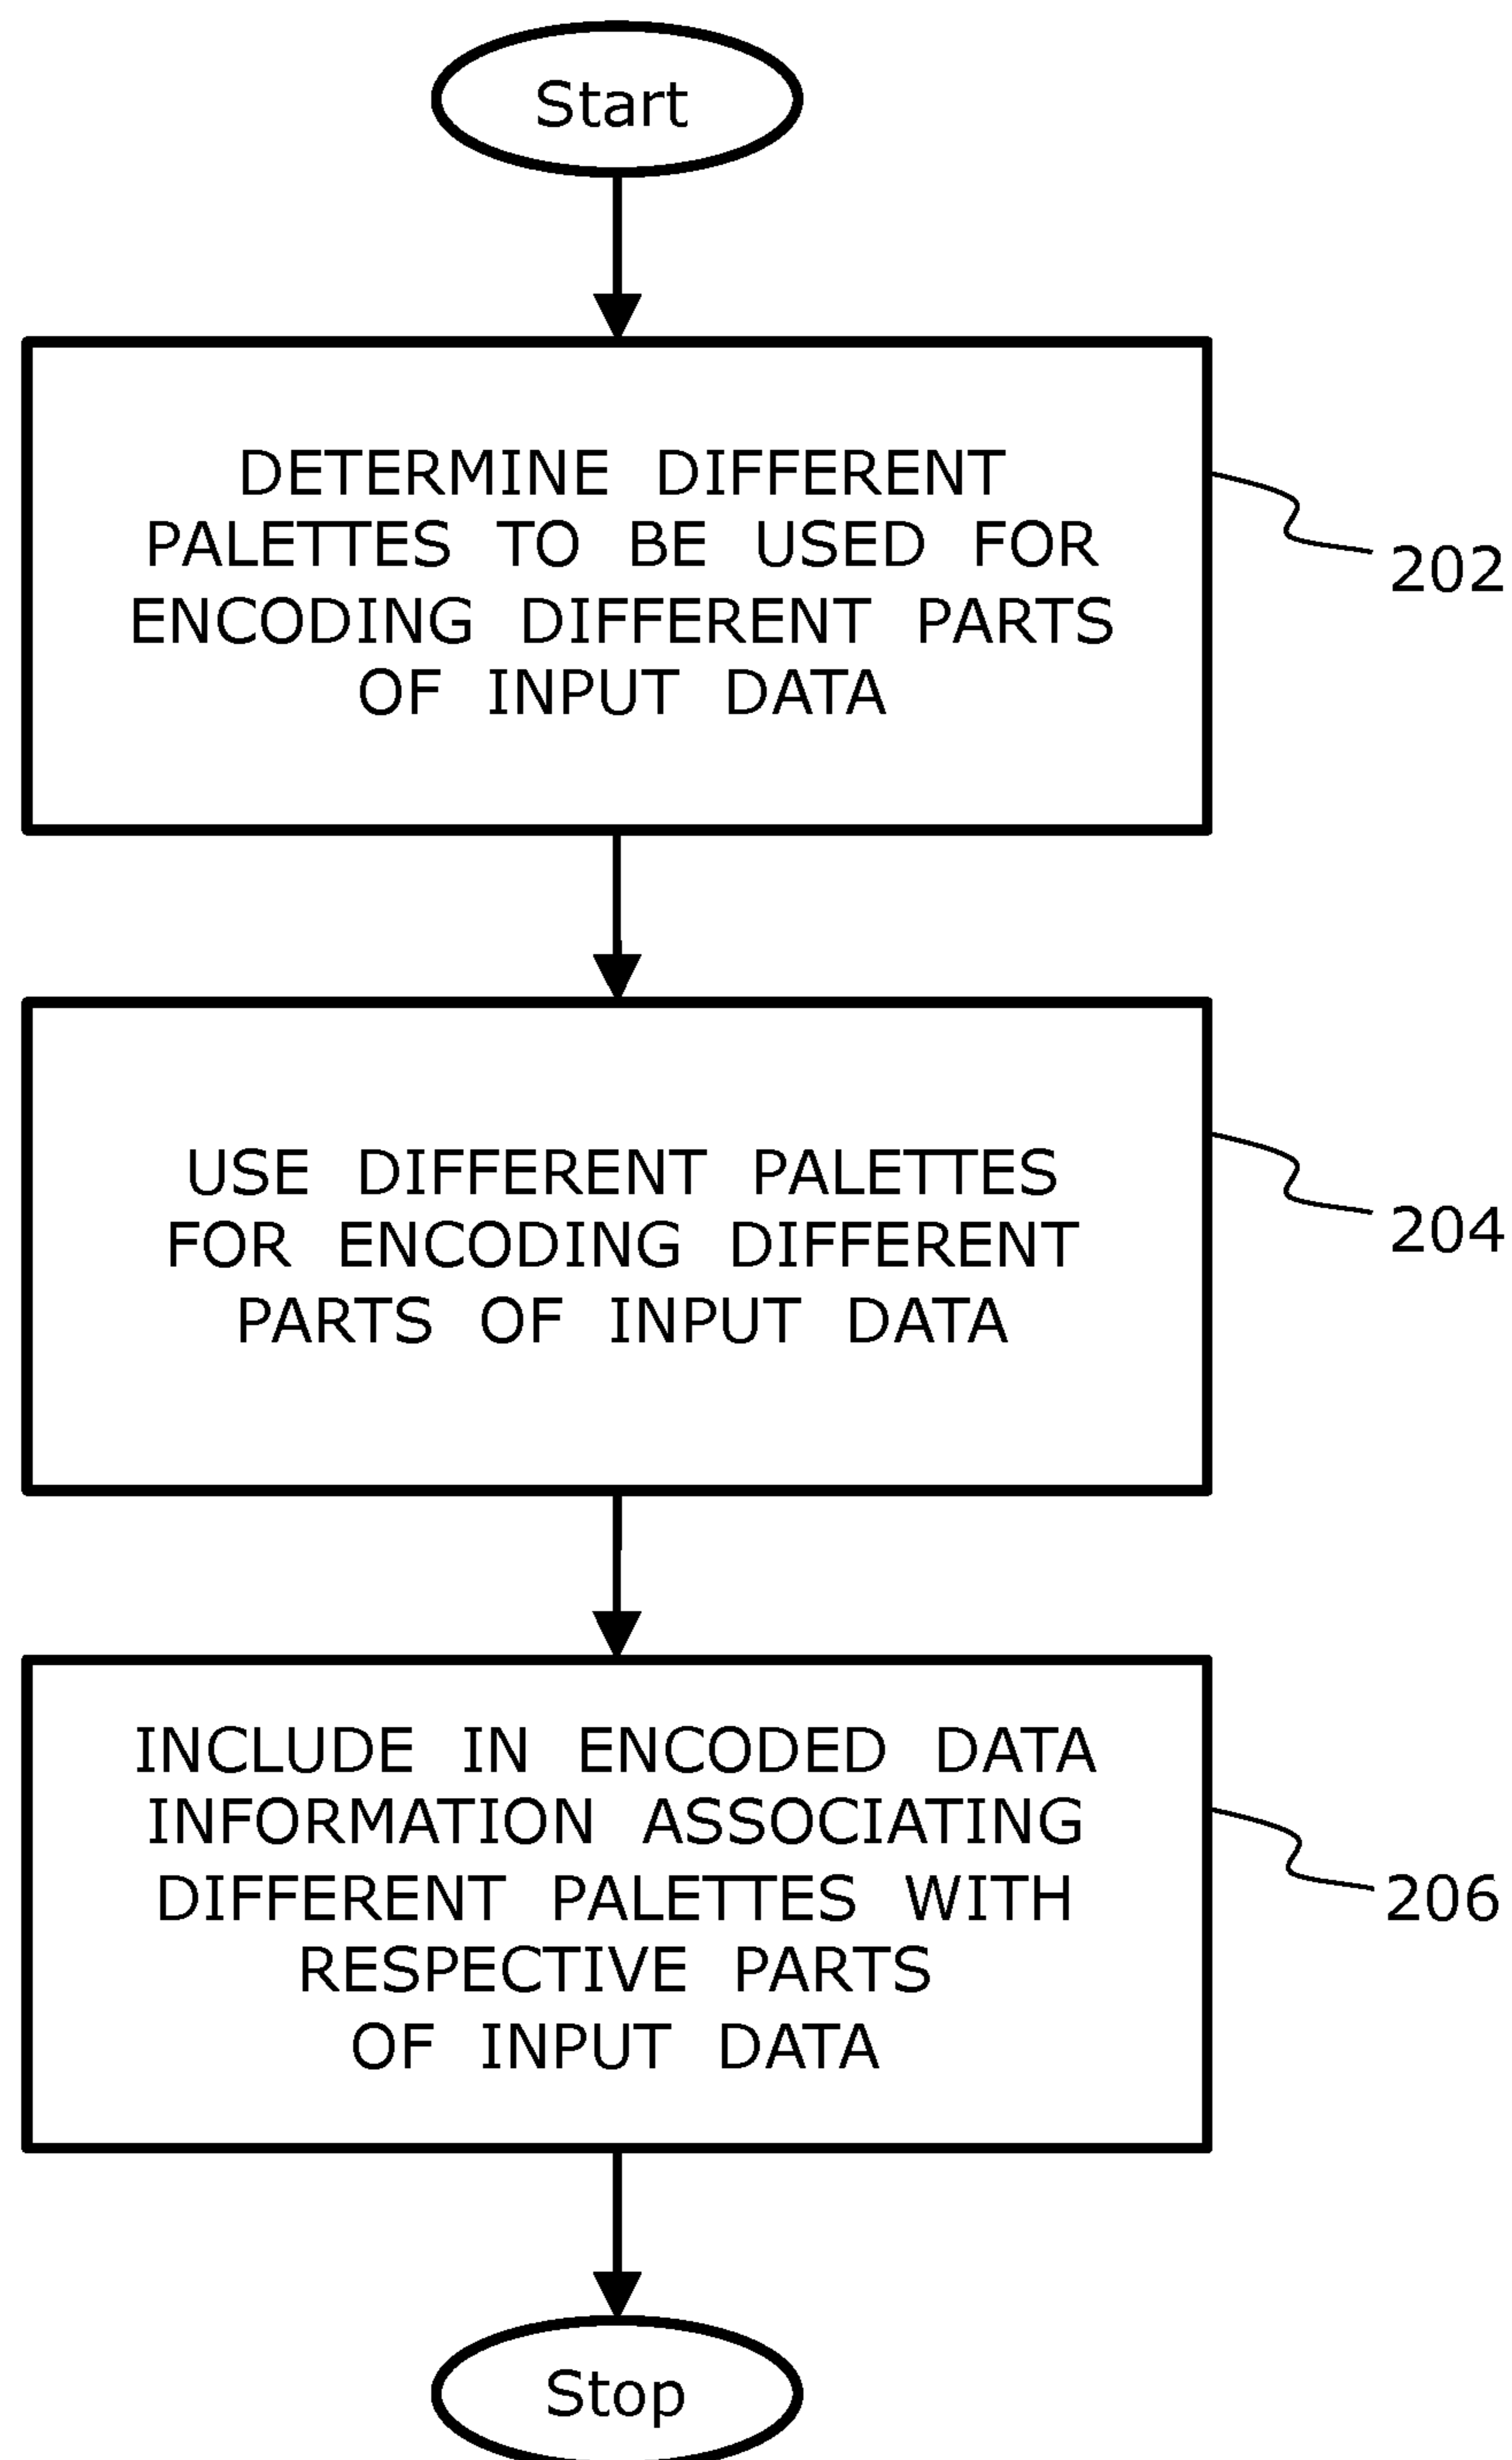 Start
DETERMINE DIFFERENT
PALETTES TO BE USED FOR
ENCODING DIFFERENT PARTS
OF INPUT DATA
202
USE DIFFERENT PALETTES
FOR ENCODING DIFFERENT
PARTS OF INPUT DATA
204
INCLUDE IN ENCODED DATA
INFORMATION ASSOCIATING
DIFFERENT PALETTES WITH
RESPECTIVE PARTS
OF INPUT DATA
206
Stop